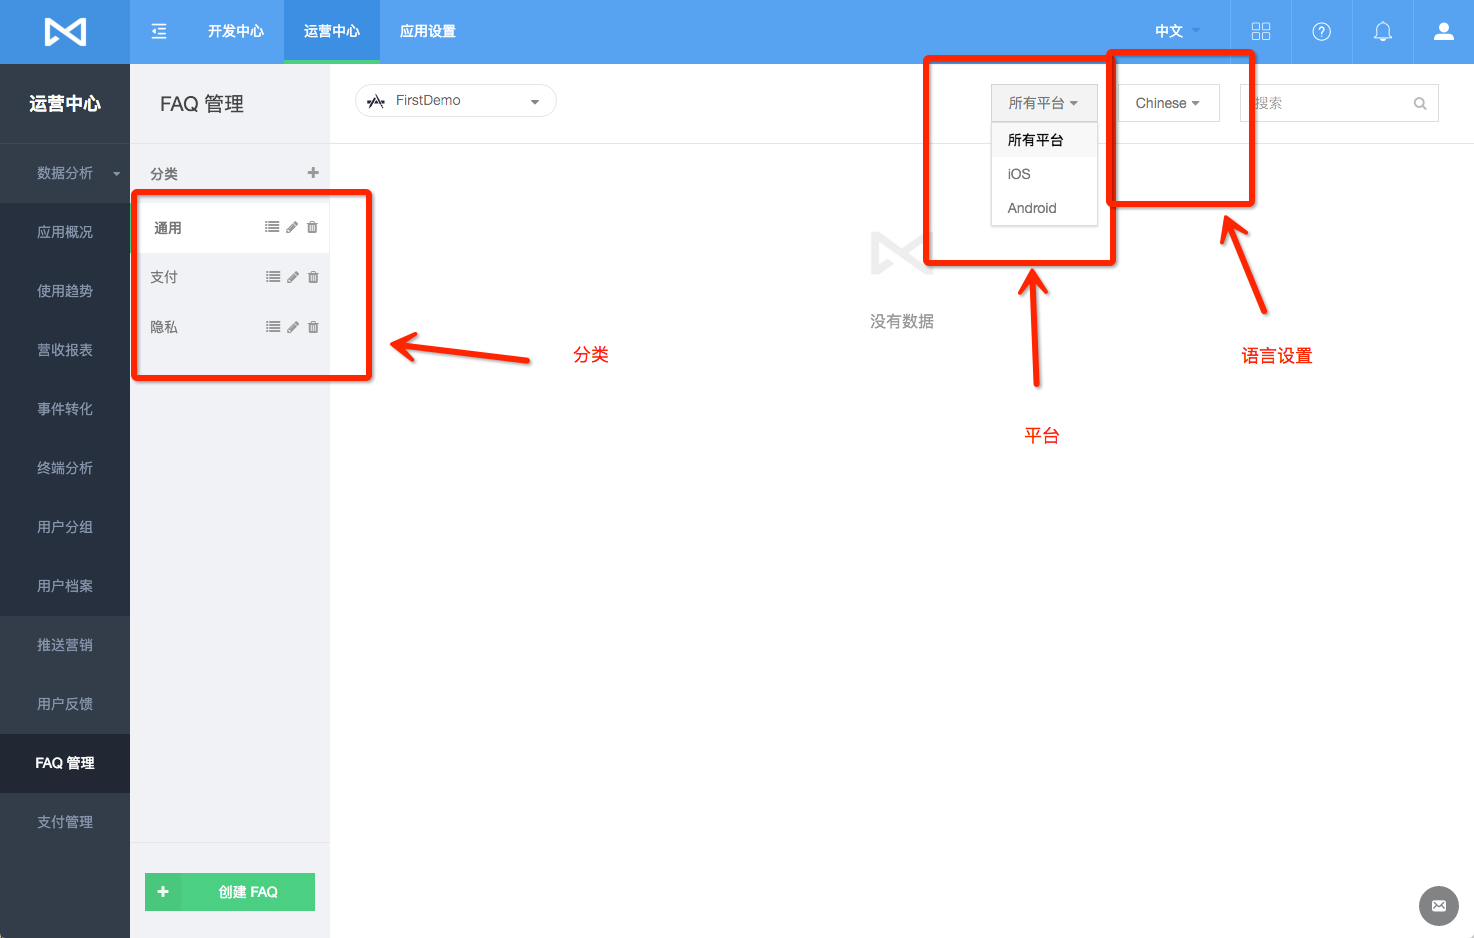 开发中心
运营中心
应用设置
中文
运营中心
数据分析
应用概况
使用趋势
营收报表
事件转化
终端分析
用户分组
用户档案
推送营销
用户反馈
FAQ 管理
支付管理
FAQ 管理
分类
通用
支付
隐私
创建 FAQ
FirstDemo
所有平台
Chinese
搜索
所有平台
iOS
Android
没有数据
分类
平台
语言设置